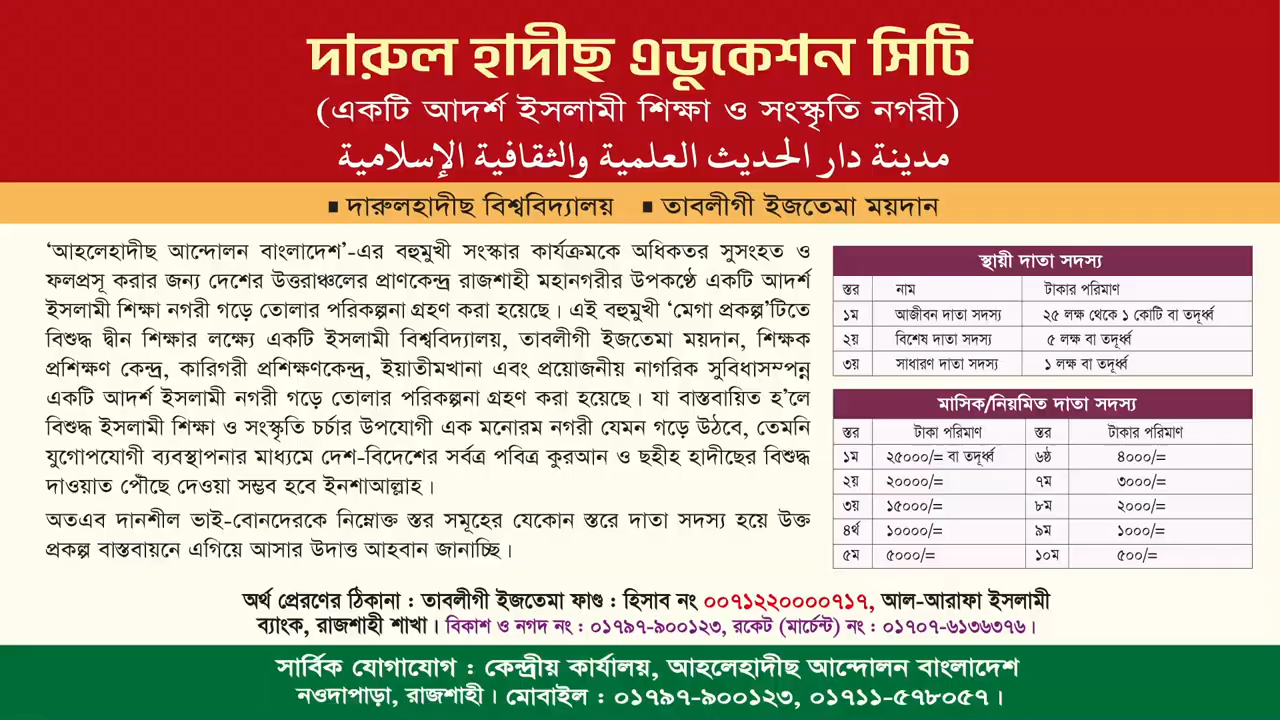 দারুল হাদীছ এডুকেশন সিটি
(একটি আদর্শ ইসলামী শিক্ষা ও সংস্কৃতি নগরী)
مدينة دار الحديث العلمية والثقافية الإسلامية
▪ দারুলহাদীছ বিশ্ববিদ্যালয় ▪ তাবলীগী ইজতেমা ময়দান
‘আহলেহাদীছ আন্দোলন বাংলাদেশ’-এর বহুমুখী সংস্কার কার্যক্রমকে অধিকতর সুসংহত ও
ফলপ্রসূ করার জন্য দেশের উত্তরাঞ্চলের প্রাণকেন্দ্র রাজশাহী মহানগরীর উপকণ্ঠে একটি আদর্শ
ইসলামী শিক্ষা নগরী গড়ে তোলার পরিকল্পনা গ্রহণ করা হয়েছে। এই বহুমুখী ‘মেগা প্রকল্প’টিতে
বিশুদ্ধ দ্বীন শিক্ষার লক্ষ্যে একটি ইসলামী বিশ্ববিদ্যালয়, তাবলীগী ইজতেমা ময়দান, শিক্ষক
প্রশিক্ষণ কেন্দ্র, কারিগরী প্রশিক্ষণকেন্দ্র, ইয়াতীমখানা এবং প্রয়োজনীয় নাগরিক সুবিধাসম্পন্ন
একটি আদর্শ ইসলামী নগরী গড়ে তোলার পরিকল্পনা গ্রহণ করা হয়েছে। যা বাস্তবায়িত হ’লে
বিশুদ্ধ ইসলামী শিক্ষা ও সংস্কৃতি চর্চার উপযোগী এক মনোরম নগরী যেমন গড়ে উঠবে, তেমনি
যুগোপযোগী ব্যবস্থাপনার মাধ্যমে দেশ-বিদেশের সর্বত্র পবিত্র কুরআন ও ছহীহ হাদীছের বিশুদ্ধ
দাওয়াত পৌঁছে দেওয়া সম্ভব হবে ইনশাআল্লাহ।
অতএব দানশীল ভাই-বোনদেরকে নিম্নোক্ত স্তর সমূহের যেকোন স্তরে দাতা সদস্য হয়ে উক্ত
প্রকল্প বাস্তবায়নে এগিয়ে আসার উদাত্ত আহবান জানাচ্ছি।
স্থায়ী দাতা সদস্য
স্তর নাম টাকার পরিমাণ
১ম আজীবন দাতা সদস্য ২৫ লক্ষ থেকে ১ কোটি বা তদূর্ধ্ব
২য় বিশেষ দাতা সদস্য ৫ লক্ষ বা তদূর্ধ্ব
৩য় সাধারণ দাতা সদস্য ১ লক্ষ বা তদূর্ধ্ব
মাসিক/নিয়মিত দাতা সদস্য
স্তর টাকা পরিমাণ স্তর টাকার পরিমাণ
১ম ২৫০০০/= বা তদূর্ধ্ব ৬ষ্ঠ ৪০০০/=
২য় ২০০০০/= ৭ম ৩০০০/=
৩য় ১৫০০০/= ৮ম ২০০০/=
৪র্থ ১০০০০/= ৯ম ১০০০/=
৫ম ৫০০০/= ১০ম ৫০০/=
অর্থ প্রেরণের ঠিকানা : তাবলীগী ইজতেমা ফাণ্ড : হিসাব নং ০০৭১২২০০০০৭১৭, আল-আরাফা ইসলামী
ব্যাংক, রাজশাহী শাখা। বিকাশ ও নগদ নং : ০১৭৯৭-৯০০১২৩, রকেট (মার্চেন্ট) নং : ০১৭০৭-৬১৩৬৩৭৬।
সার্বিক যোগাযোগ : কেন্দ্রীয় কার্যালয়, আহলেহাদীছ আন্দোলন বাংলাদেশ
নওদাপাড়া, রাজশাহী। মোবাইল : ০১৭৯৭-৯০০১২৩, ০১৭১১-৫৭৮০৫৭।